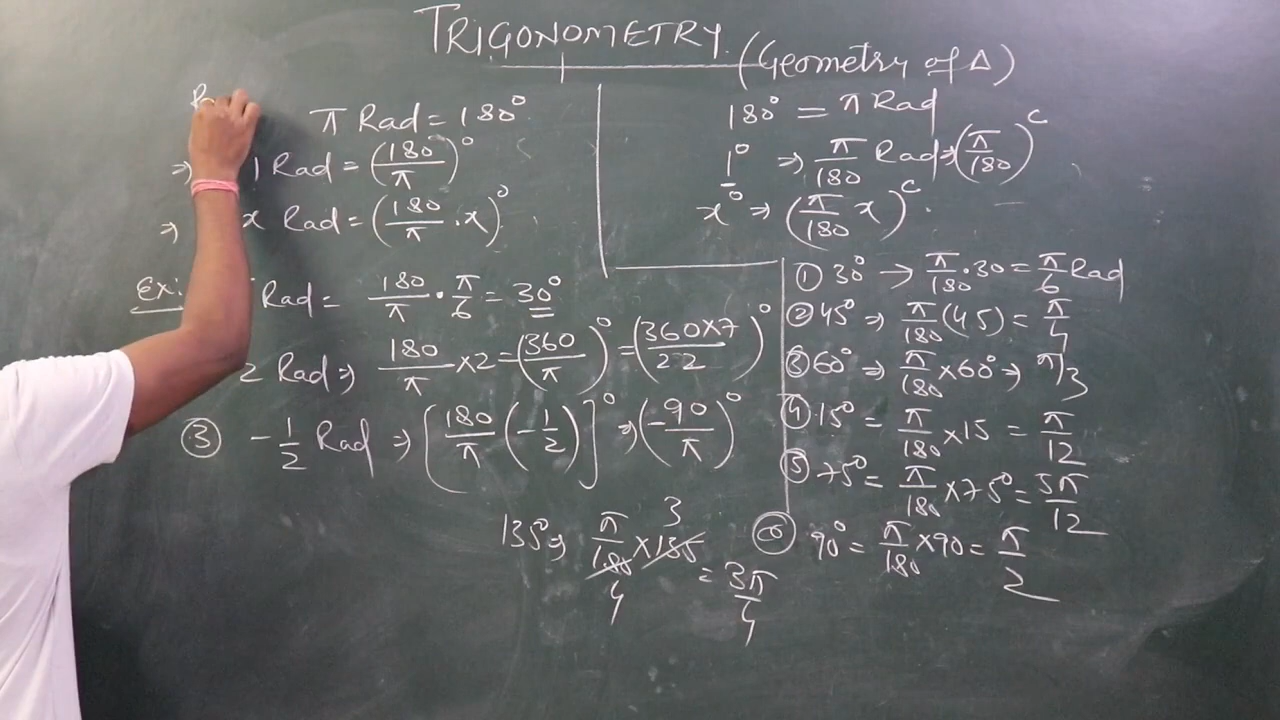 TRIGONOMETRY. (Geometry of Δ)
π Rad = 180°
⇒ 1 Rad = (180/π)°
⇒ x Rad = (180/π · x)°
Ex: Rad = 180/π · π/6 = 30°
2 Rad ⇒ 180/π × 2 = (360/π)° = (360×7/22)°
③ -1/2 Rad ⇒ [180/π (-1/2)]° ⇒ (-90/π)°
180° = π Rad
1° ⇒ π/180 Rad ⇒ (π/180)ᶜ
x° ⇒ (π/180 x)ᶜ.
① 30° → π/180 · 30 = π/6 Rad
② 45° ⇒ π/180 (45) = π/4
③ 60° ⇒ π/180 × 60° ⇒ π/3
④ 15° = π/180 × 15 = π/12
⑤ 75° = π/180 × 75° = 5π/12
⑥ 90° = π/180 × 90 = π/2
3
135° ⇒ π/180 × 135 = 3π/4
4